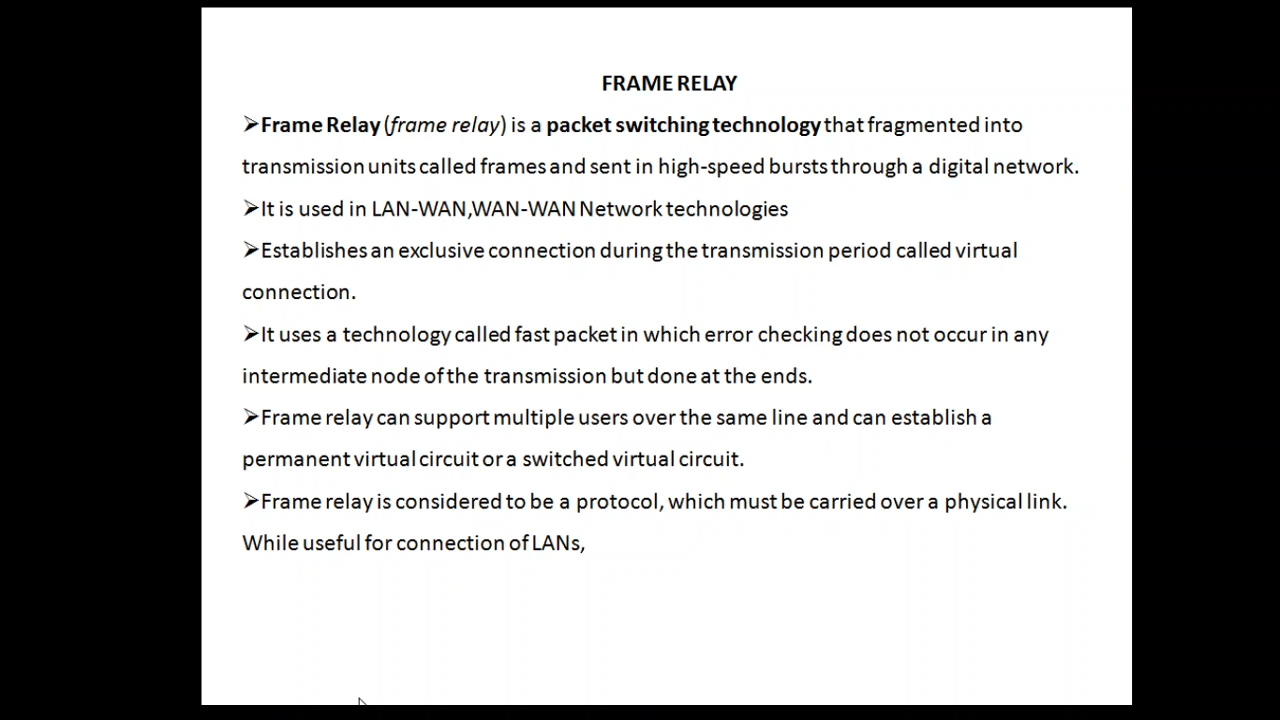 FRAME RELAY
➢Frame Relay (frame relay) is a packet switching technology that fragmented into
transmission units called frames and sent in high-speed bursts through a digital network.
➢It is used in LAN-WAN,WAN-WAN Network technologies
➢Establishes an exclusive connection during the transmission period called virtual
connection.
➢It uses a technology called fast packet in which error checking does not occur in any
intermediate node of the transmission but done at the ends.
➢Frame relay can support multiple users over the same line and can establish a
permanent virtual circuit or a switched virtual circuit.
➢Frame relay is considered to be a protocol, which must be carried over a physical link.
While useful for connection of LANs,